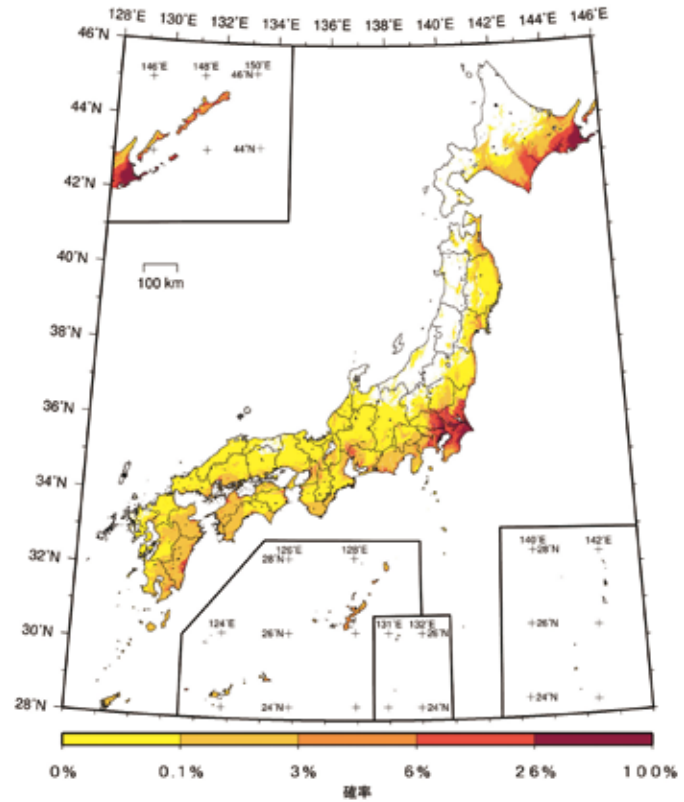 128°E 130°E 132°E 134°E 136°E 138°E 140°E 142°E 144°E 146°E
46°N
146°E 148°E 150°E
46°N
44°N
44°N
42°N
40°N
100 km
38°N
36°N
34°N
32°N
126°E 128°E
28°N
140°E 142°E
28°N
124°E
131°E 132°E
30°N
26°N
26°N
26°N
28°N
24°N
24°N
24°N
0% 0.1% 3% 6% 26% 100%
確率